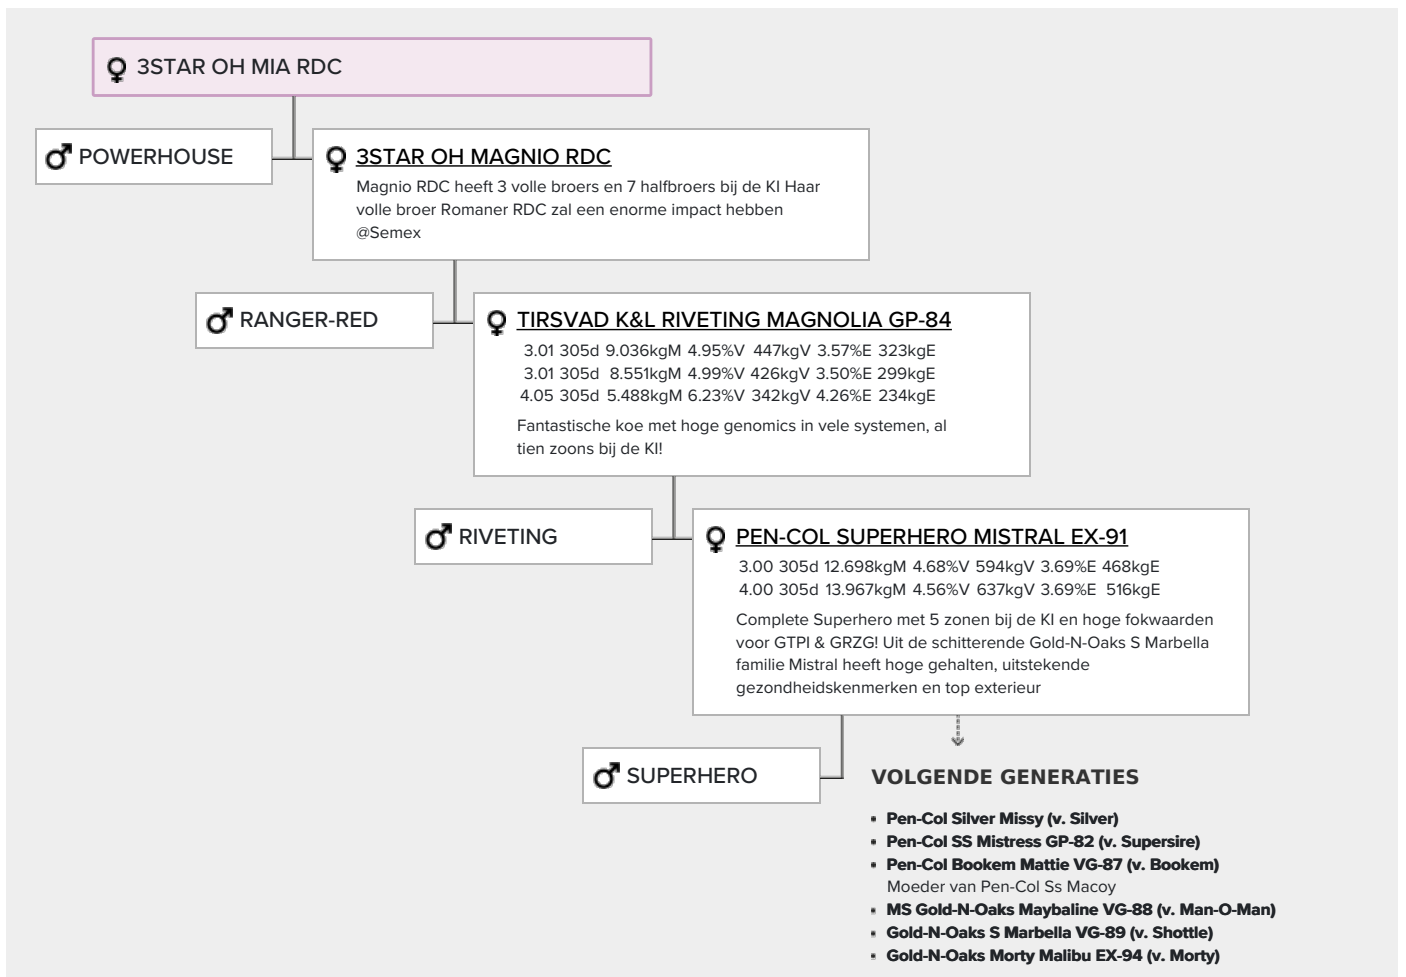 3STAR OH MIA RDC
POWERHOUSE
3STAR OH MAGNIO RDC
Magnio RDC heeft 3 volle broers en 7 halfbroers bij de KI Haar
volle broer Romaner RDC zal een enorme impact hebben
@Semex
RANGER-RED
TIRSVAD K&L RIVETING MAGNOLIA GP-84
3.01 305d 9.036kgM 4.95%V 447kgV 3.57%E 323kgE
3.01 305d 8.551kgM 4.99%V 426kgV 3.50%E 299kgE
4.05 305d 5.488kgM 6.23%V 342kgV 4.26%E 234kgE
Fantastische koe met hoge genomics in vele systemen, al
tien zoons bij de KI!
RIVETING
PEN-COL SUPERHERO MISTRAL EX-91
3.00 305d 12.698kgM 4.68%V 594kgV 3.69%E 468kgE
4.00 305d 13.967kgM 4.56%V 637kgV 3.69%E 516kgE
Complete Superhero met 5 zonen bij de KI en hoge fokwaarden
voor GTPI & GRZG! Uit de schitterende Gold-N-Oaks S Marbella
familie Mistral heeft hoge gehalten, uitstekende
gezondheidskenmerken en top exterieur
SUPERHERO
VOLGENDE GENERATIES
Pen-Col Silver Missy (v. Silver)
Pen-Col SS Mistress GP-82 (v. Supersire)
Pen-Col Bookem Mattie VG-87 (v. Bookem)
Moeder van Pen-Col Ss Macoy
MS Gold-N-Oaks Maybaline VG-88 (v. Man-O-Man)
Gold-N-Oaks S Marbella VG-89 (v. Shottle)
Gold-N-Oaks Morty Malibu EX-94 (v. Morty)